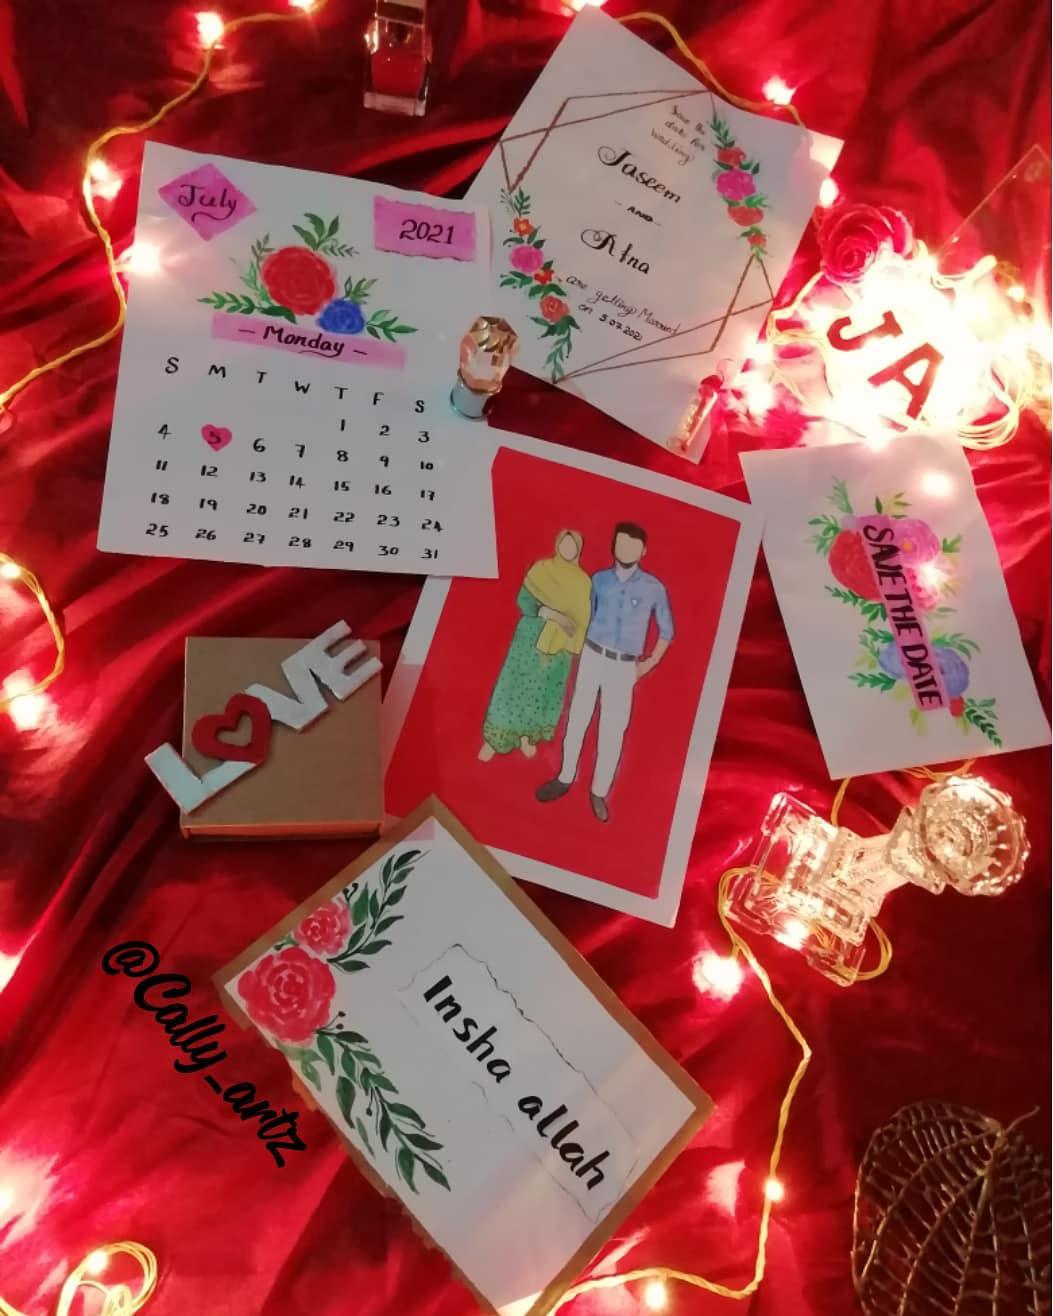 Save the
date for
Wedding
Jaseem
- AND -
Afna
are getting Married
on 5.07.2021
July
2021
- Monday -
S M T W T F S
1 2 3
4 5 6 7 8 9 10
11 12 13 14 15 16 17
18 19 20 21 22 23 24
25 26 27 28 29 30 31
J A
SAVE THE DATE
LOVE
Insha allah
@Cally_artz